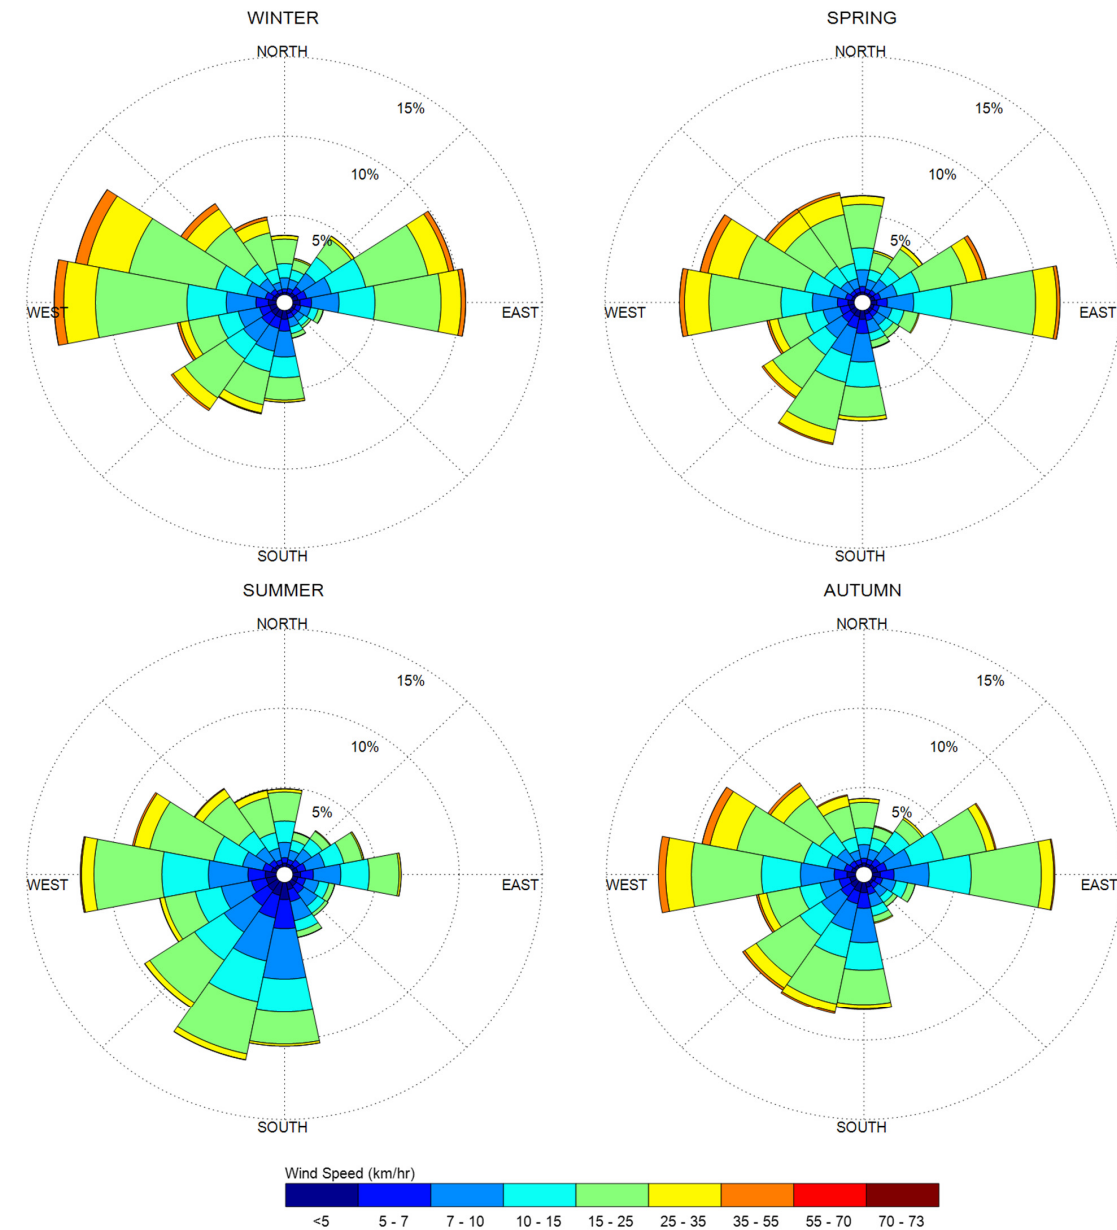 WINTER
SPRING
NORTH
NORTH
15%
15%
10%
10%
5%
5%
WEST
EAST
WEST
EAST
SOUTH
SOUTH
SUMMER
AUTUMN
NORTH
NORTH
15%
15%
10%
10%
5%
5%
WEST
EAST
WEST
EAST
SOUTH
SOUTH
Wind Speed (km/hr)
<5 5 - 7 7 - 10 10 - 15 15 - 25 25 - 35 35 - 55 55 - 70 70 - 73